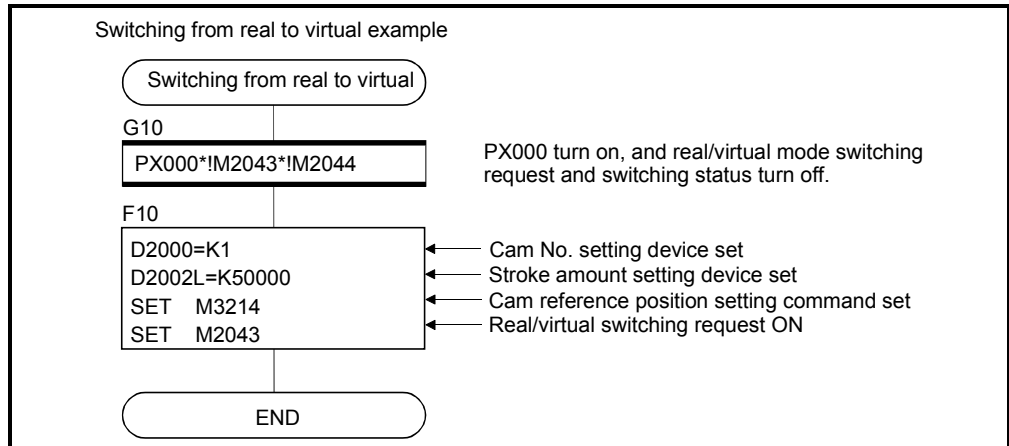 Switching from real to virtual example
Switching from real to virtual
G10
PX000*!M2043*!M2044
PX000 turn on, and real/virtual mode switching
request and switching status turn off.
F10
D2000=K1
Cam No. setting device set
D2002L=K50000
Stroke amount setting device set
SET M3214
Cam reference position setting command set
SET M2043
Real/virtual switching request ON
END